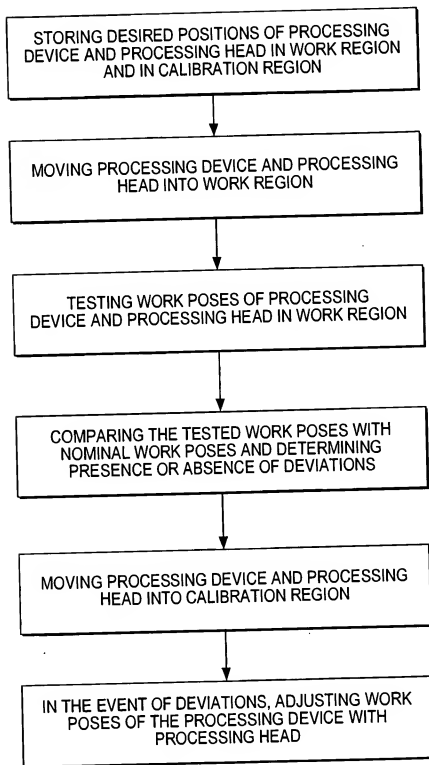 STORING DESIRED POSITIONS OF PROCESSING
DEVICE AND PROCESSING HEAD IN WORK REGION
AND IN CALIBRATION REGION
MOVING PROCESSING DEVICE AND PROCESSING
HEAD INTO WORK REGION
TESTING WORK POSES OF PROCESSING
DEVICE AND PROCESSING HEAD IN WORK REGION
COMPARING THE TESTED WORK POSES WITH
NOMINAL WORK POSES AND DETERMINING
PRESENCE OR ABSENCE OF DEVIATIONS
MOVING PROCESSING DEVICE AND PROCESSING
HEAD INTO CALIBRATION REGION
IN THE EVENT OF DEVIATIONS, ADJUSTING WORK
POSES OF THE PROCESSING DEVICE WITH
PROCESSING HEAD